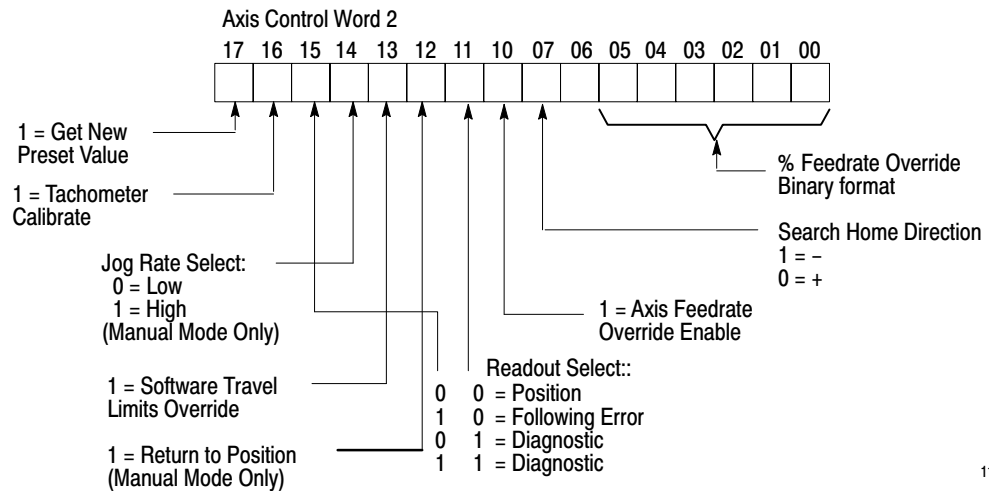 Axis Control Word 2
17 16 15 14 13 12 11 10 07 06 05 04 03 02 01 00
1 = Get New
Preset Value
1 = Tachometer
Calibrate
% Feedrate Override
Binary format
Search Home Direction
1 = −
0 = +
Jog Rate Select:
0 = Low
1 = High
(Manual Mode Only)
1 = Axis Feedrate
Override Enable
1 = Software Travel
Limits Override
Readout Select::
0 0 = Position
1 0 = Following Error
0 1 = Diagnostic
1 1 = Diagnostic
1 = Return to Position
(Manual Mode Only)